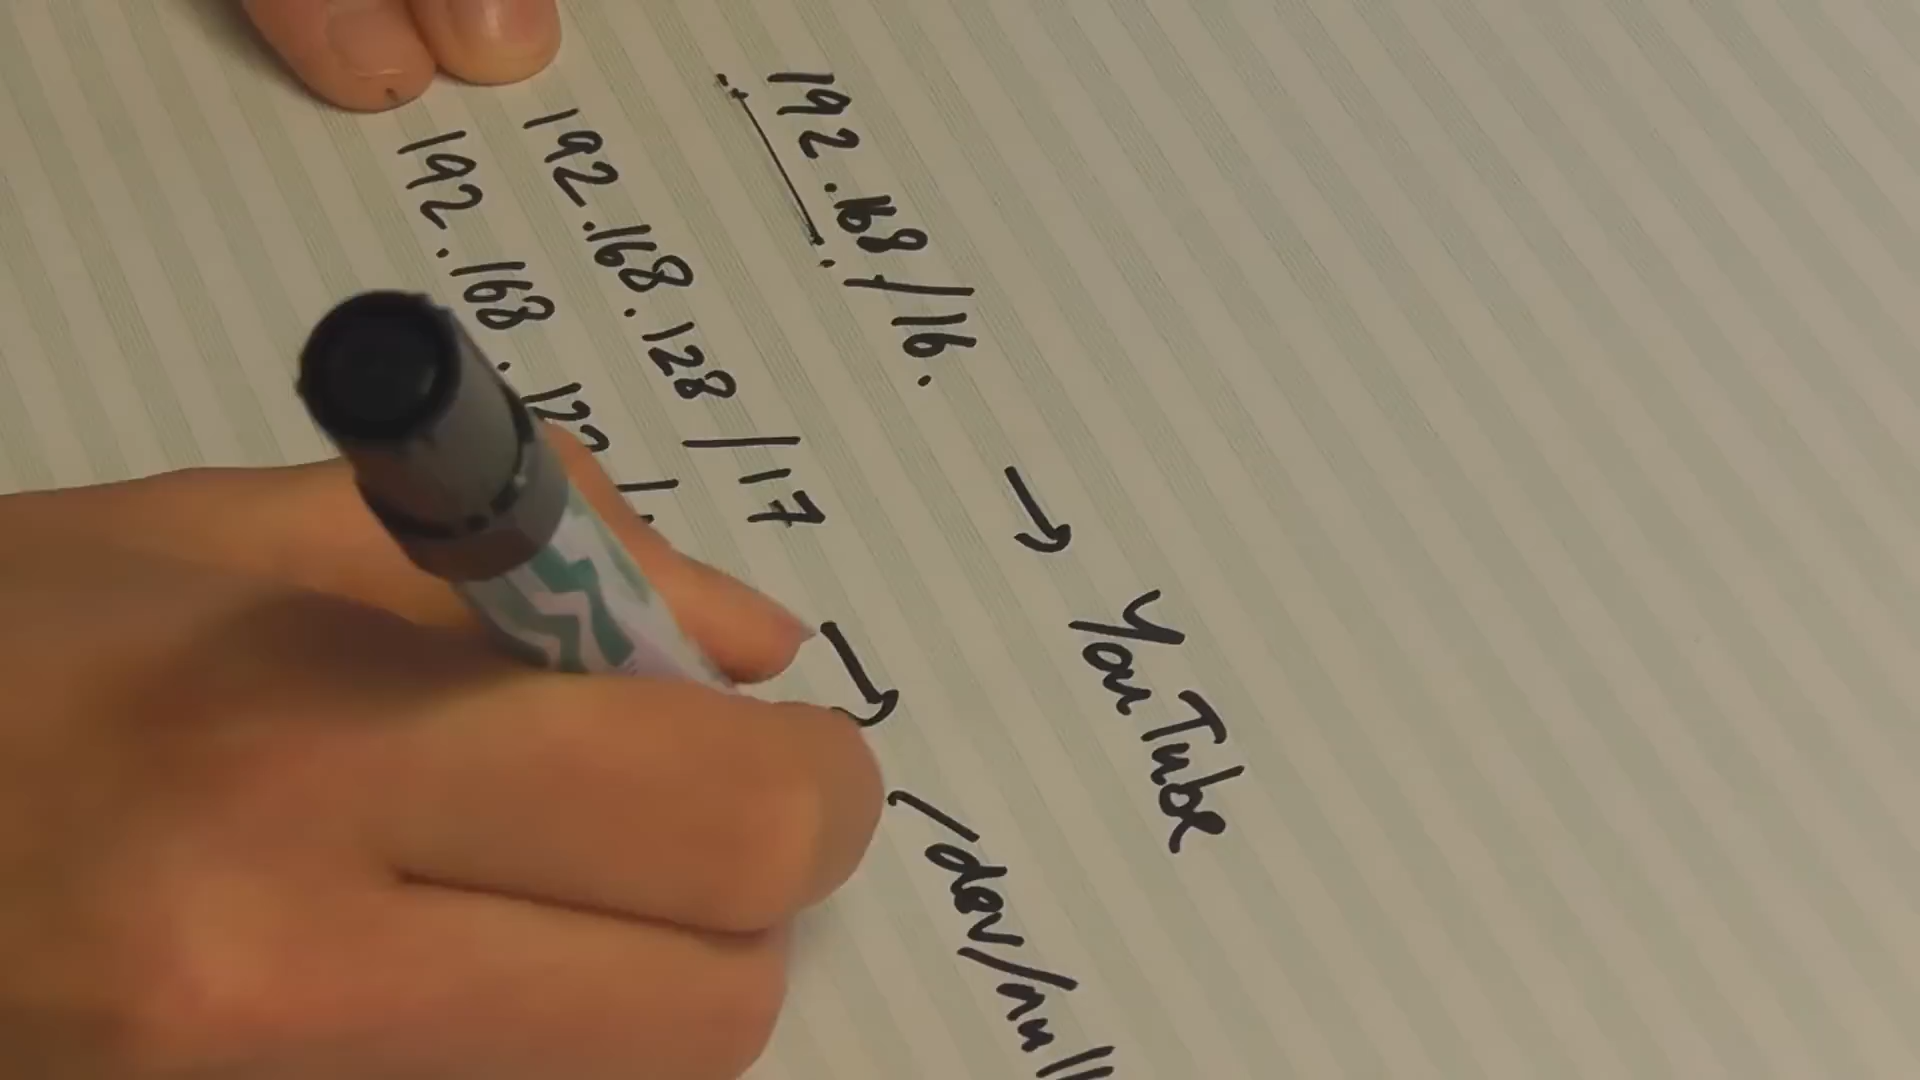 192.168/16. → YouTube
192.168.128/17 → /dev/null
192.168.